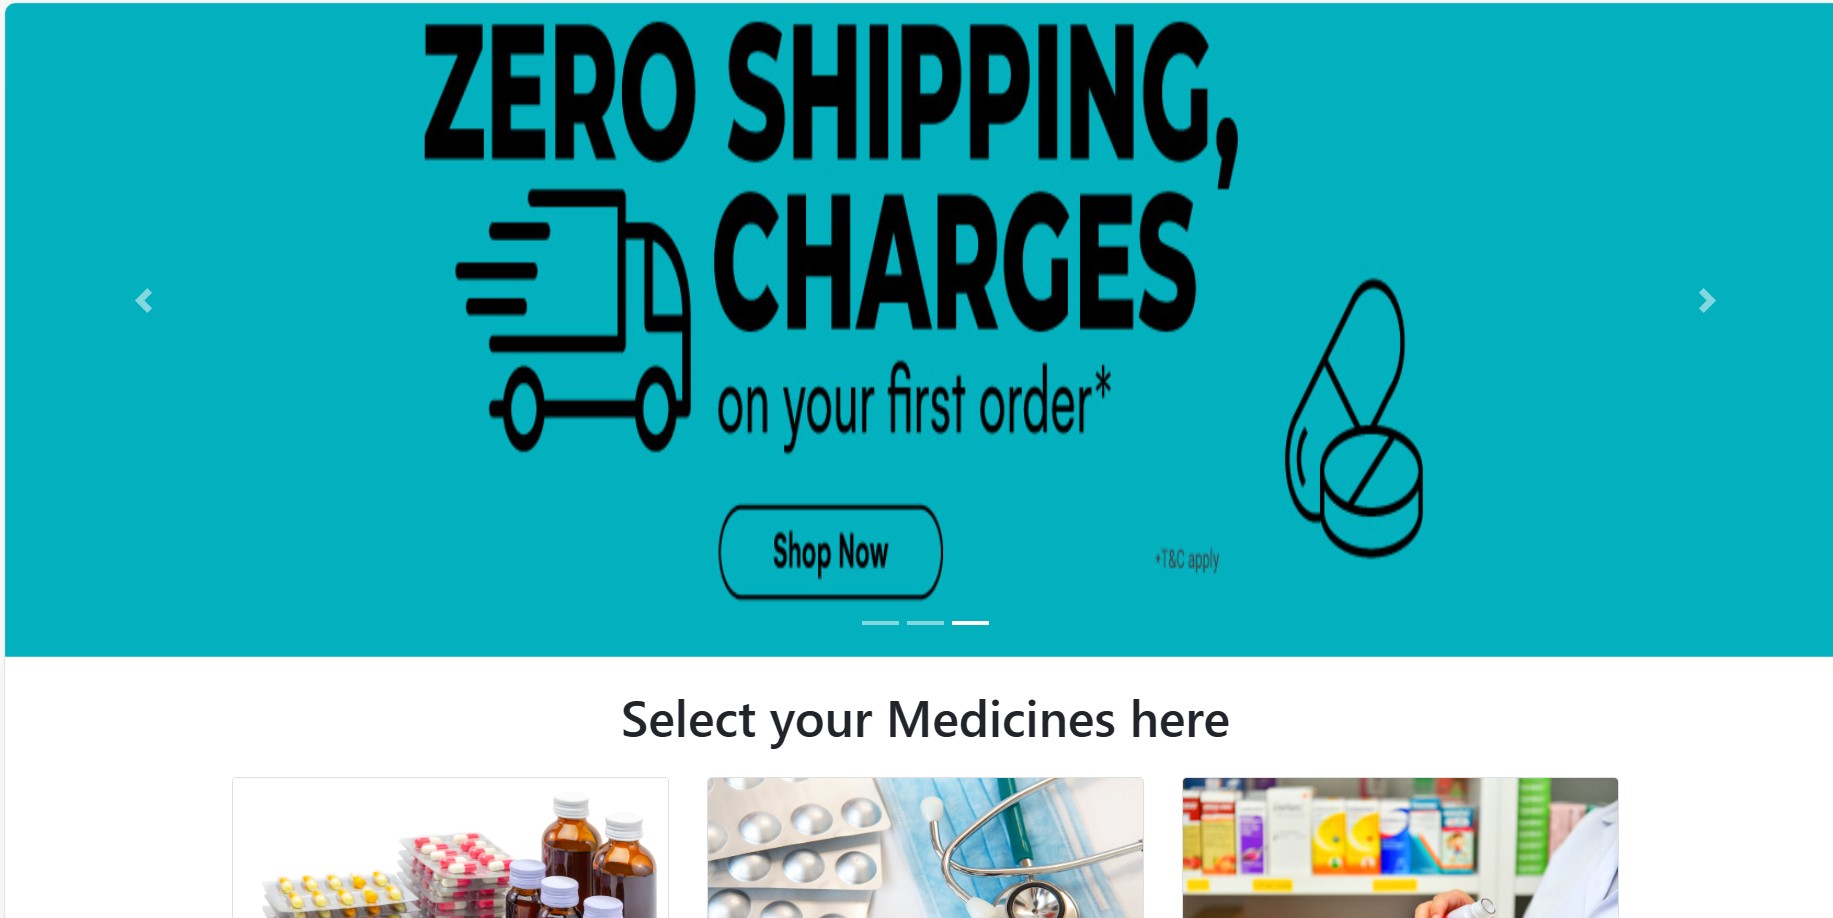 ZERO SHIPPING,
CHARGES
on your first order*
Shop Now
*T&C apply
Select your Medicines here